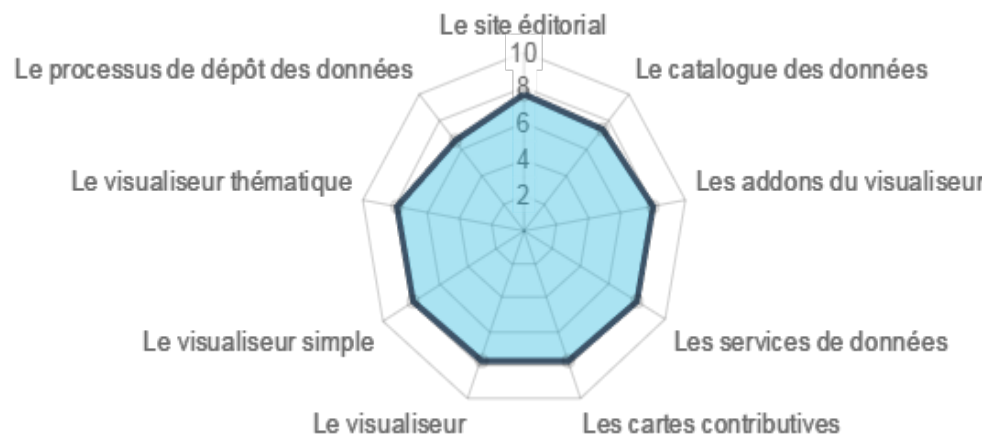 Le site éditorial
10
Le processus de dépôt des données
Le catalogue des données
8
6
Le visualiseur thématique
4
Les addons du visualiseur
2
Le visualiseur simple
Les services de données
Le visualiseur
Les cartes contributives